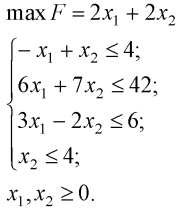 max F = 2x₁ + 2x₂
−x₁ + x₂ ≤ 4;
6x₁ + 7x₂ ≤ 42;
3x₁ − 2x₂ ≤ 6;
x₂ ≤ 4;
x₁, x₂ ≥ 0.